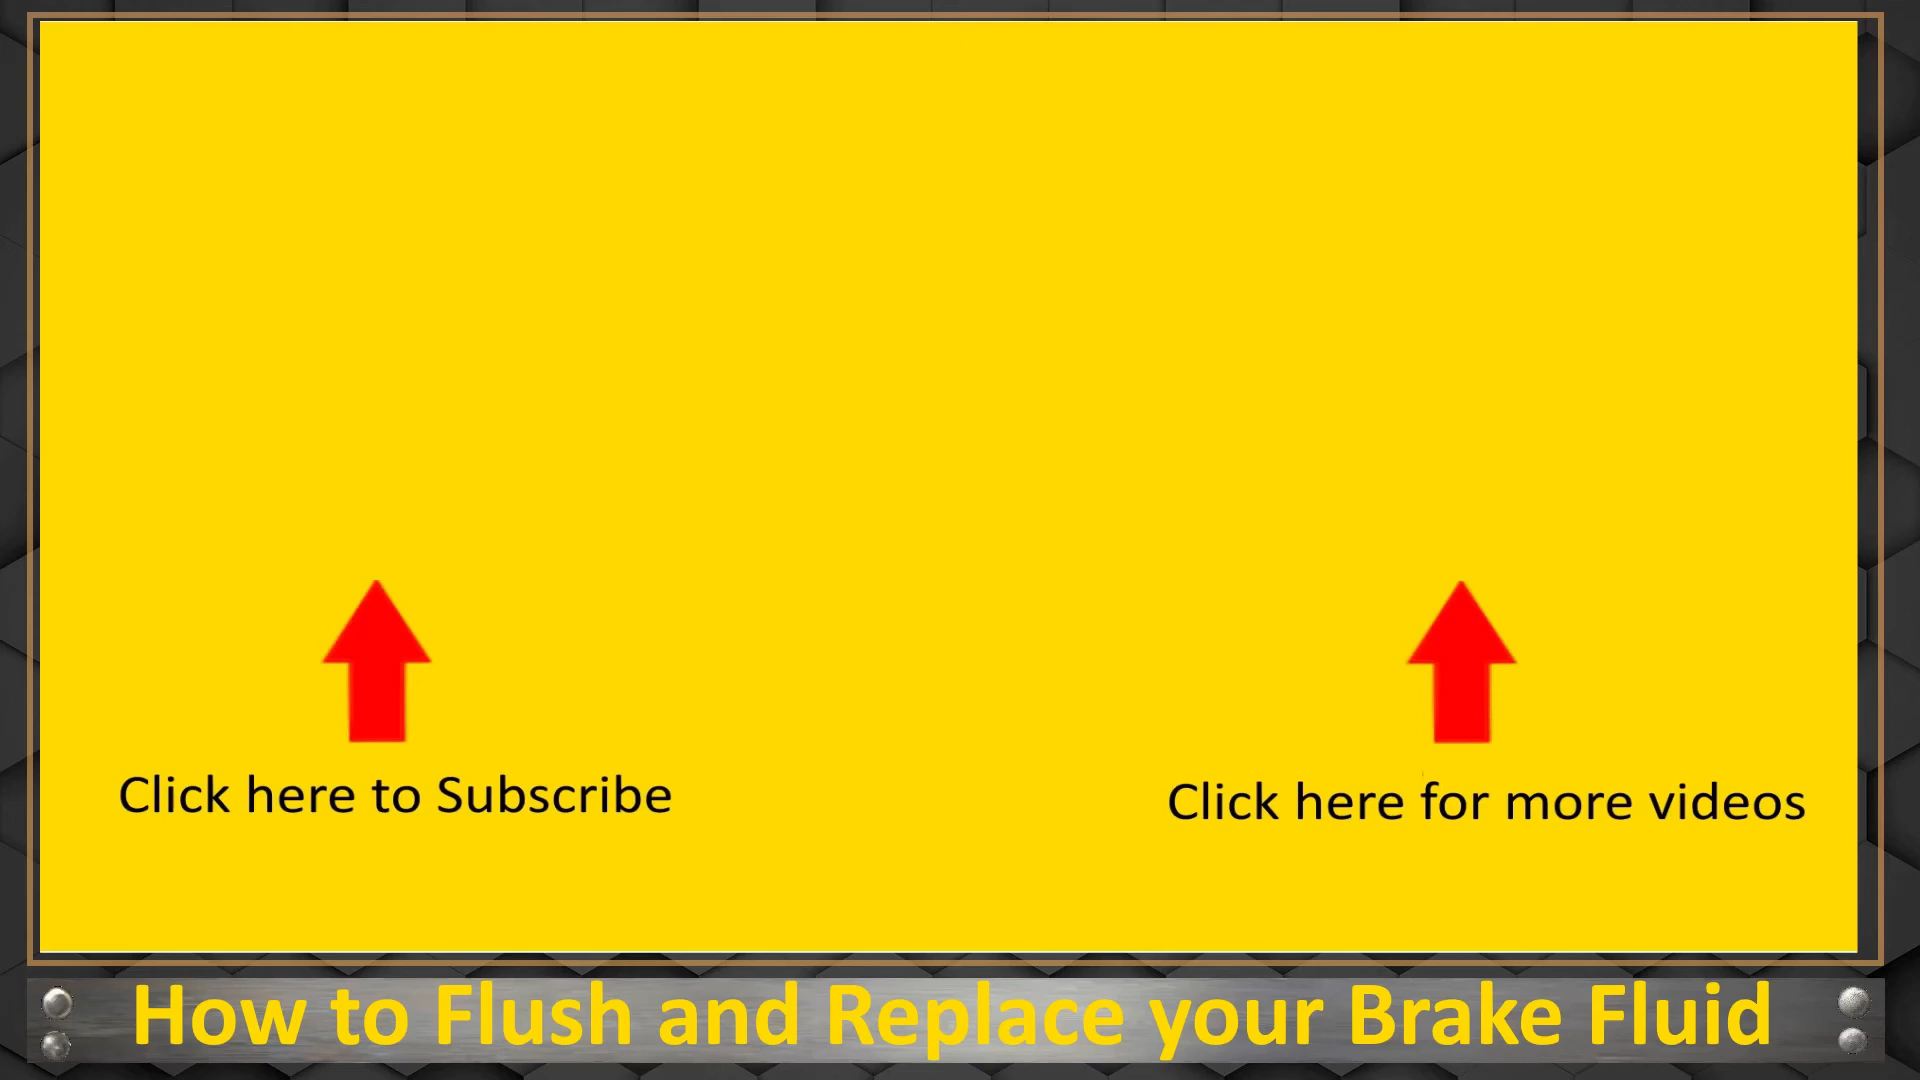 Click here to Subscribe
Click here for more videos
How to Flush and Replace your Brake Fluid